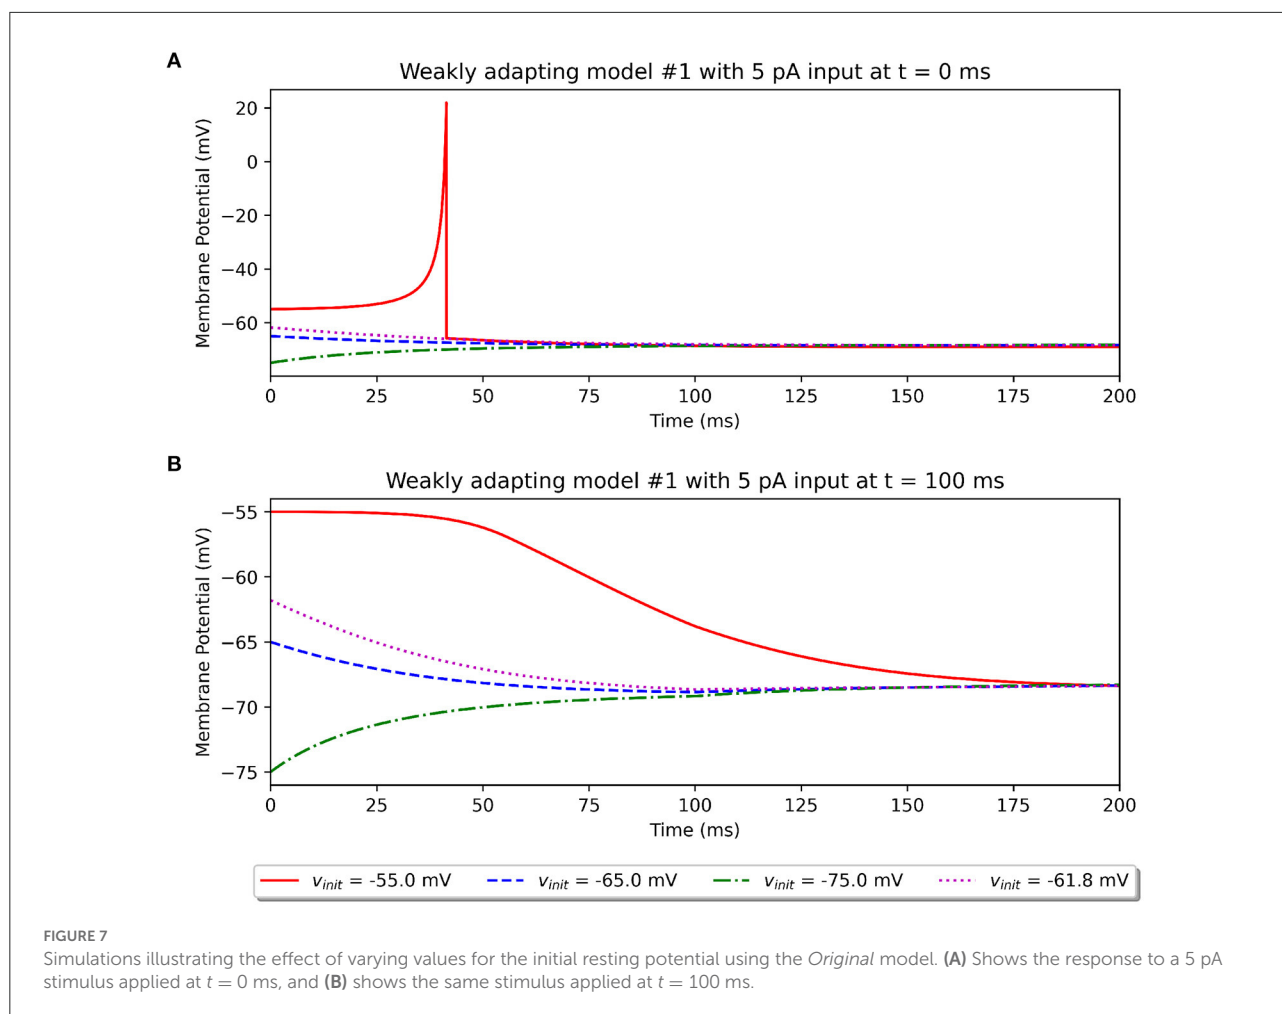 A
Weakly adapting model #1 with 5 pA input at t = 0 ms
Membrane Potential (mV)
20
0
−20
−40
−60
0 25 50 75 100 125 150 175 200
Time (ms)
B
Weakly adapting model #1 with 5 pA input at t = 100 ms
Membrane Potential (mV)
−55
−60
−65
−70
−75
0 25 50 75 100 125 150 175 200
Time (ms)
v_init = -55.0 mV v_init = -65.0 mV v_init = -75.0 mV v_init = -61.8 mV
FIGURE 7
Simulations illustrating the effect of varying values for the initial resting potential using the Original model. (A) Shows the response to a 5 pA
stimulus applied at t = 0 ms, and (B) shows the same stimulus applied at t = 100 ms.